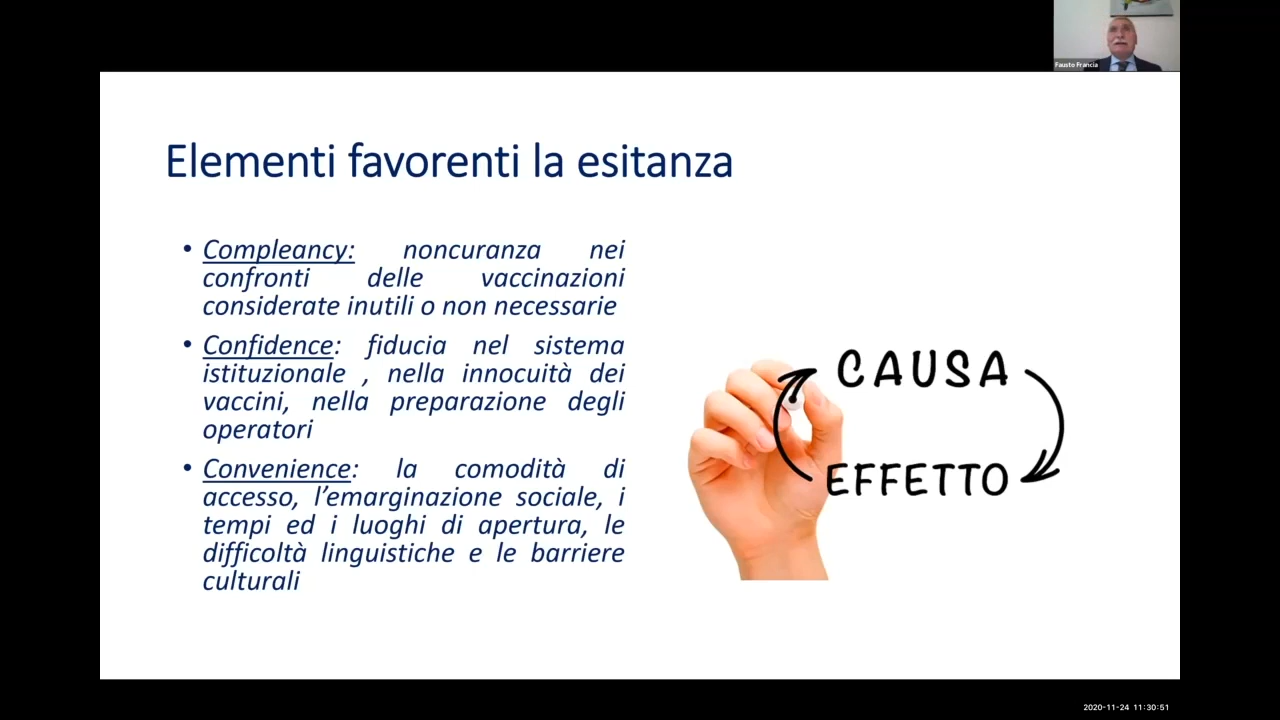 Fausto Francia
Elementi favorenti la esitanza
• Compleancy: noncuranza nei
confronti delle vaccinazioni
considerate inutili o non necessarie
• Confidence: fiducia nel sistema
istituzionale , nella innocuità dei
vaccini, nella preparazione degli
operatori
• Convenience: la comodità di
accesso, l’emarginazione sociale, i
tempi ed i luoghi di apertura, le
difficoltà linguistiche e le barriere
culturali
CAUSA
EFFETTO
2020-11-24 11:30:51